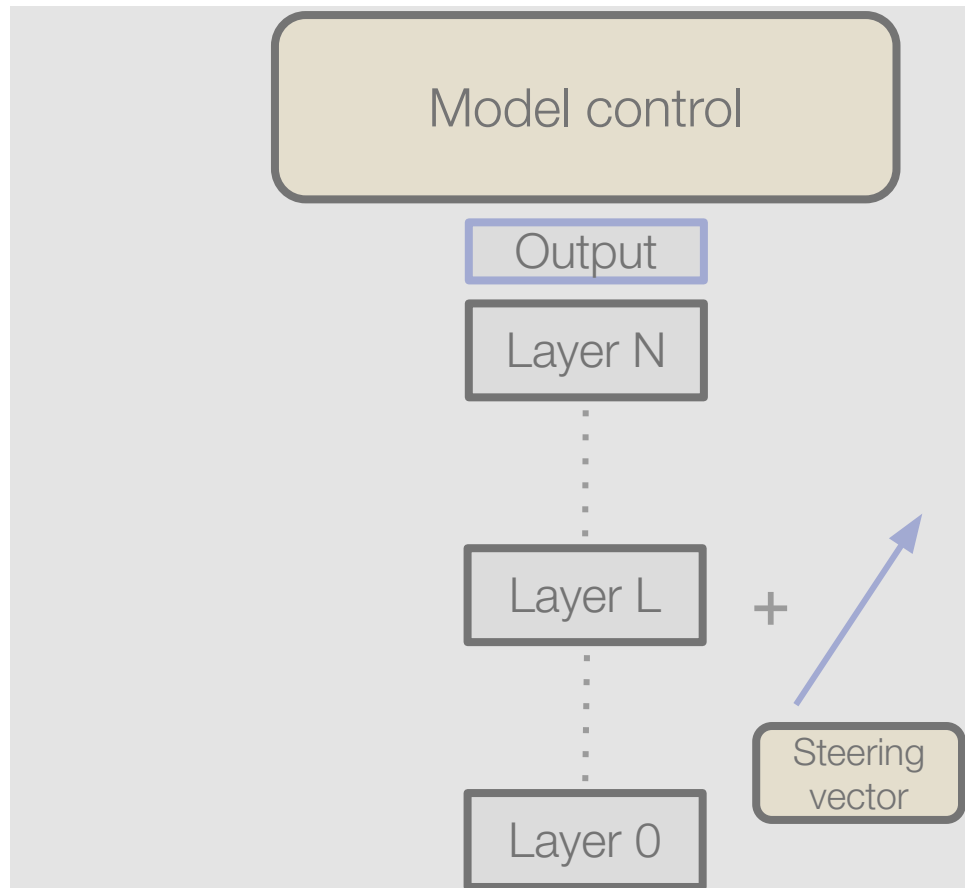 Model control
Output
Layer N
Layer L
+
Steering
vector
Layer 0